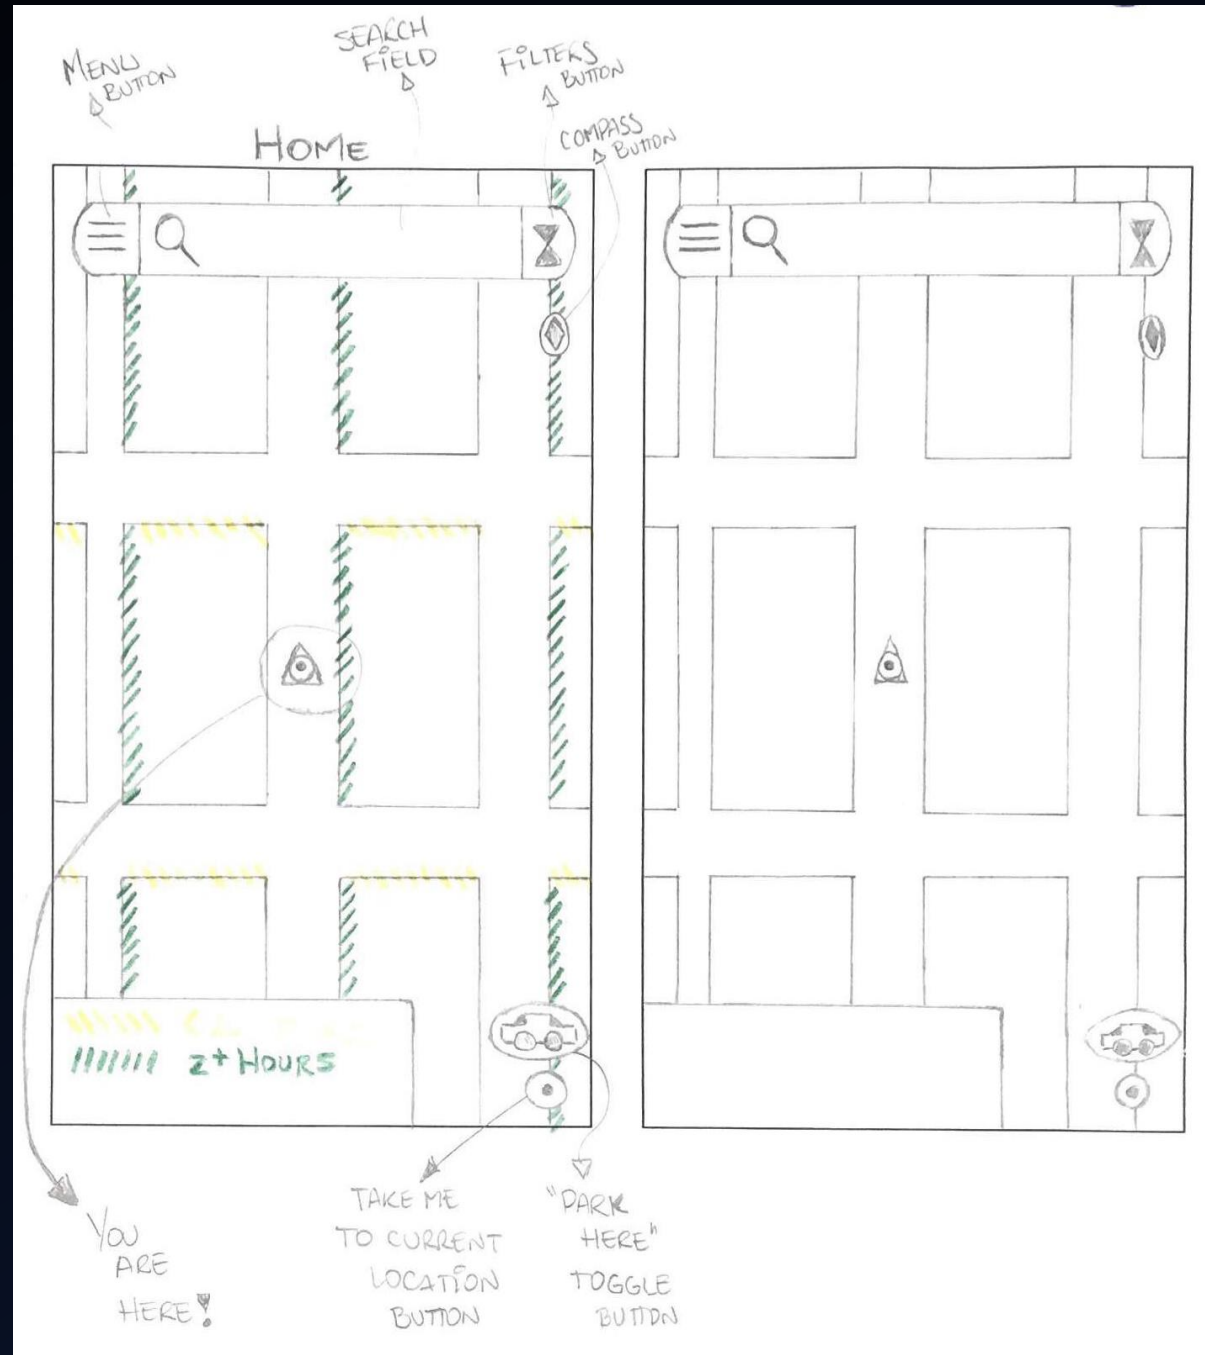 MENU
BUTTON
SEARCH
FIELD
FILTERS
BUTTON
COMPASS
BUTTON
HOME
2+ HOURS
YOU
ARE
HERE!
TAKE ME
TO CURRENT
LOCATION
BUTTON
"PARK
HERE"
TOGGLE
BUTTON